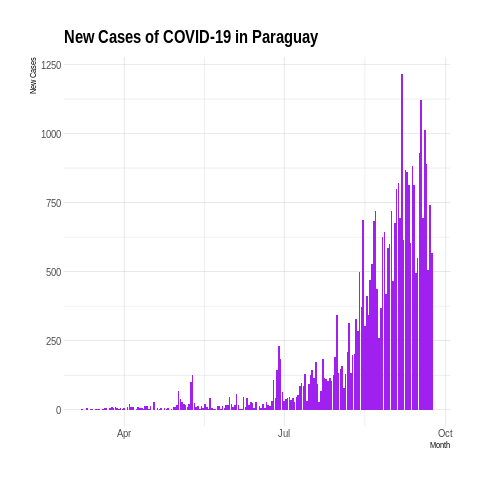 New Cases of COVID-19 in Paraguay
New Cases
1250
1000
750
500
250
0
Apr
Jul
Oct
Month